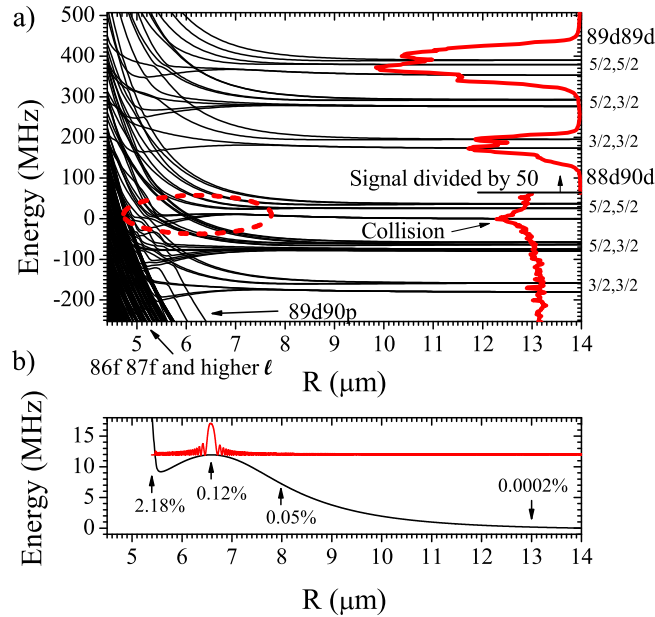 a)
Energy (MHz)
500
400
300
200
100
0
-100
-200
89d89d
5/2,5/2
5/2,3/2
3/2,3/2
Signal divided by 50
88d90d
5/2,5/2
Collision
5/2,3/2
3/2,3/2
89d90p
86f 87f and higher ℓ
5 6 7 8 9 10 11 12 13 14
R (μm)
b)
Energy (MHz)
15
10
5
0
2.18%
0.12%
0.05%
0.0002%
5 6 7 8 9 10 11 12 13 14
R (μm)